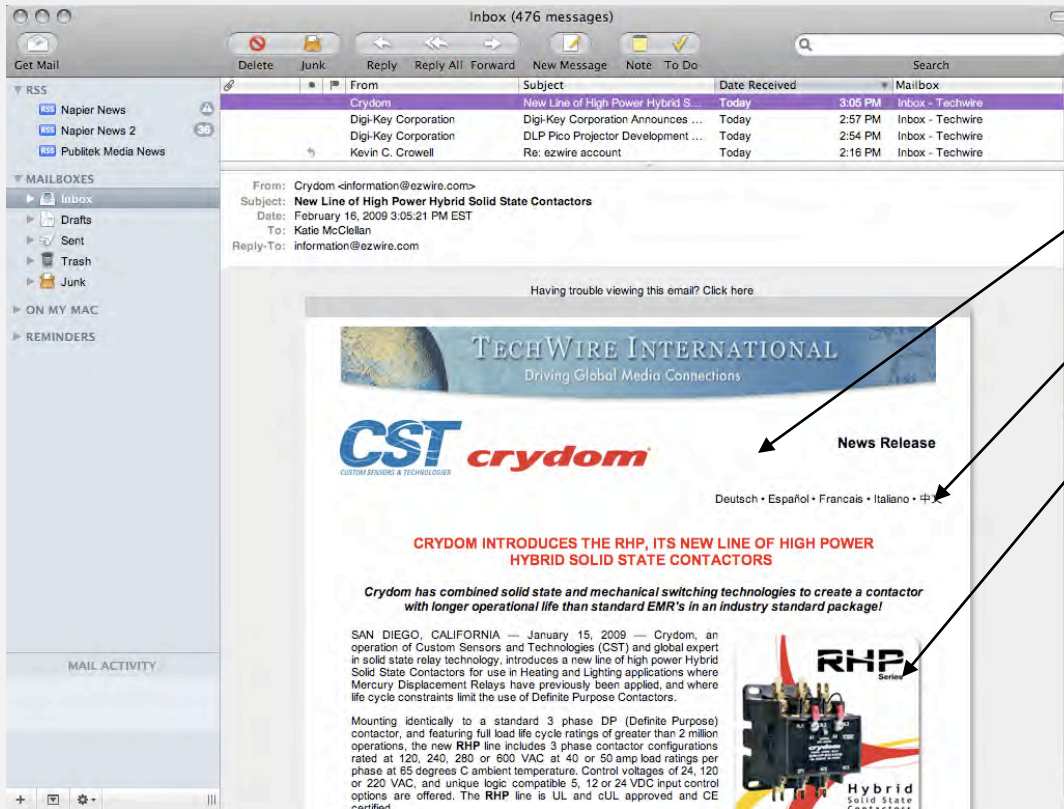 Inbox (476 messages)
Get Mail
Delete Junk Reply Reply All Forward New Message Note To Do Search
RSS
RSS Napier News
RSS Napier News 2 36
RSS Publitek Media News
MAILBOXES
Inbox
Drafts
Sent
Trash
Junk
ON MY MAC
REMINDERS
MAIL ACTIVITY
From Subject Date Received Mailbox
Crydom New Line of High Power Hybrid S... Today 3:05 PM Inbox - Techwire
Digi-Key Corporation Digi-Key Corporation Announces ... Today 2:57 PM Inbox - Techwire
Digi-Key Corporation DLP Pico Projector Development ... Today 2:54 PM Inbox - Techwire
Kevin C. Crowell Re: ezwire account Today 2:16 PM Inbox - Techwire
From: Crydom <information@ezwire.com>
Subject: New Line of High Power Hybrid Solid State Contactors
Date: February 16, 2009 3:05:21 PM EST
To: Katie McClellan
Reply-To: information@ezwire.com
Having trouble viewing this email? Click here
TECHWIRE INTERNATIONAL
Driving Global Media Connections
CST crydom
CUSTOM SENSORS & TECHNOLOGIES
News Release
Deutsch • Español • Francais • Italiano • 中文
CRYDOM INTRODUCES THE RHP, ITS NEW LINE OF HIGH POWER
HYBRID SOLID STATE CONTACTORS
Crydom has combined solid state and mechanical switching technologies to create a contactor
with longer operational life than standard EMR's in an industry standard package!
SAN DIEGO, CALIFORNIA — January 15, 2009 — Crydom, an
operation of Custom Sensors and Technologies (CST) and global expert
in solid state relay technology, introduces a new line of high power Hybrid
Solid State Contactors for use in Heating and Lighting applications where
Mercury Displacement Relays have previously been applied, and where
life cycle constraints limit the use of Definite Purpose Contactors.
Mounting identically to a standard 3 phase DP (Definite Purpose)
contactor, and featuring full load life cycle ratings of greater than 2 million
operations, the new RHP line includes 3 phase contactor configurations
rated at 120, 240, 280 or 600 VAC at 40 or 50 amp load ratings per
phase at 65 degrees C ambient temperature. Control voltages of 24, 120
or 220 VAC, and unique logic compatible 5, 12 or 24 VDC input control
options are offered. The RHP line is UL and cUL approved and CE
certified.
RHP
Series
crydom
Hybrid
Solid State
Contactors